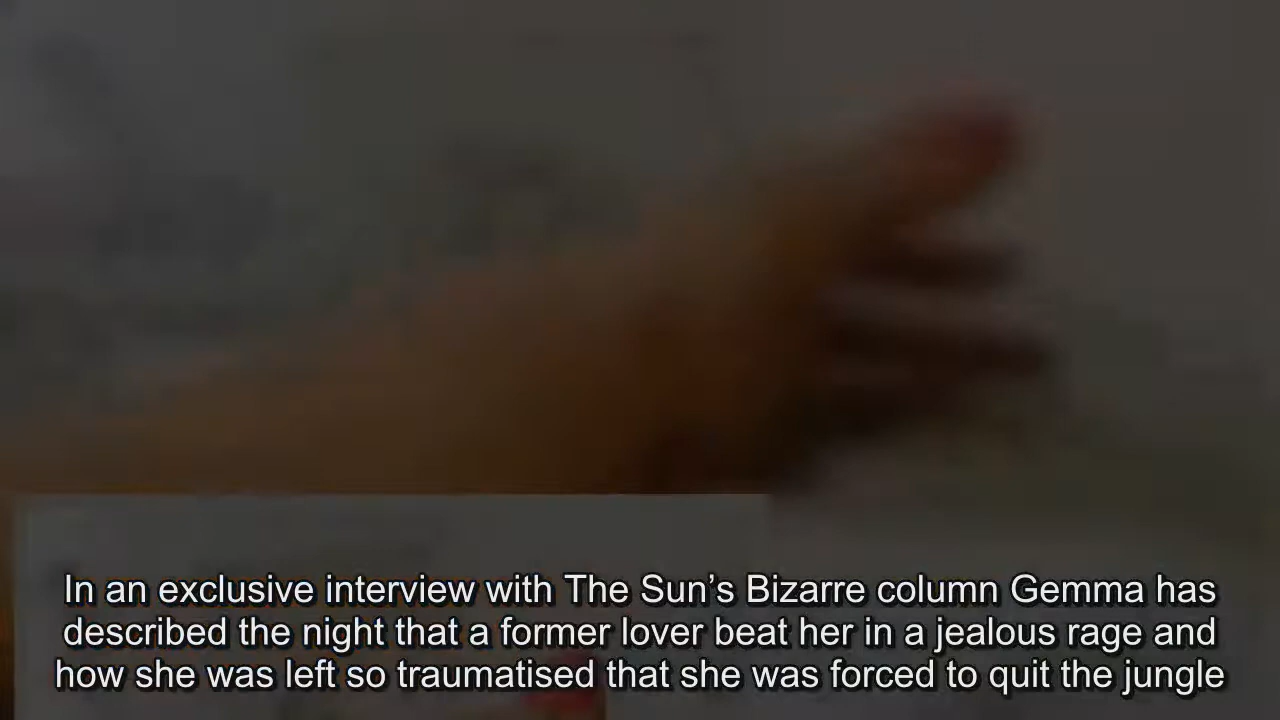 In an exclusive interview with The Sun’s Bizarre column Gemma has
described the night that a former lover beat her in a jealous rage and
how she was left so traumatised that she was forced to quit the jungle